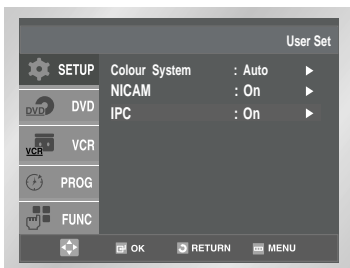 User Set
SETUP
Colour System : Auto ►
NICAM : On ►
DVD DVD
IPC : On ►
VCR VCR
PROG
FUNC
OK RETURN MENU